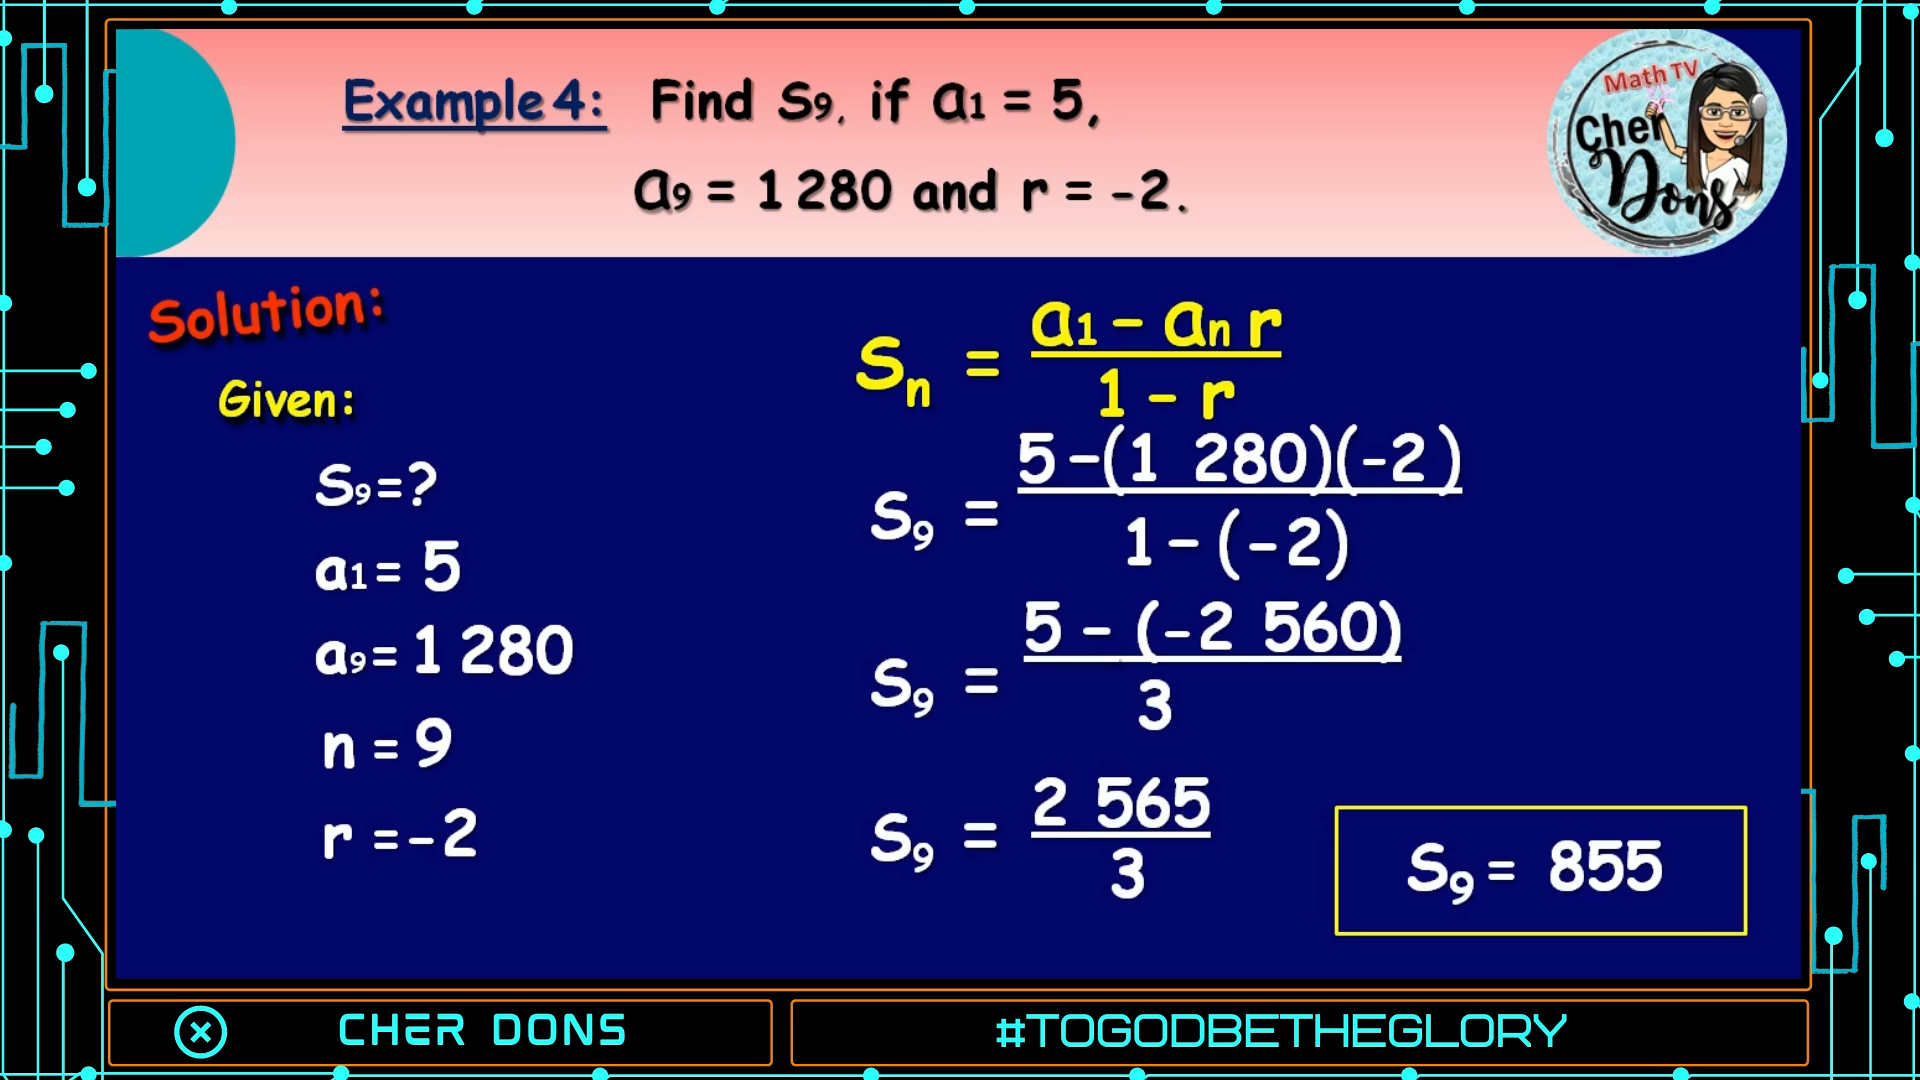 Example 4: Find S9, if a1 = 5,
a9 = 1 280 and r = -2.
Math TV
Cher
Dons
Solution:
Given:
S9=?
a1= 5
a9= 1 280
n = 9
r =-2
Sn = a1 - an r
1 - r
S9 = 5 -(1 280)(-2)
1 - (-2)
S9 = 5 - (-2 560)
3
S9 = 2 565
3
S9 = 855
CHER DONS
#TOGODBETHEGLORY